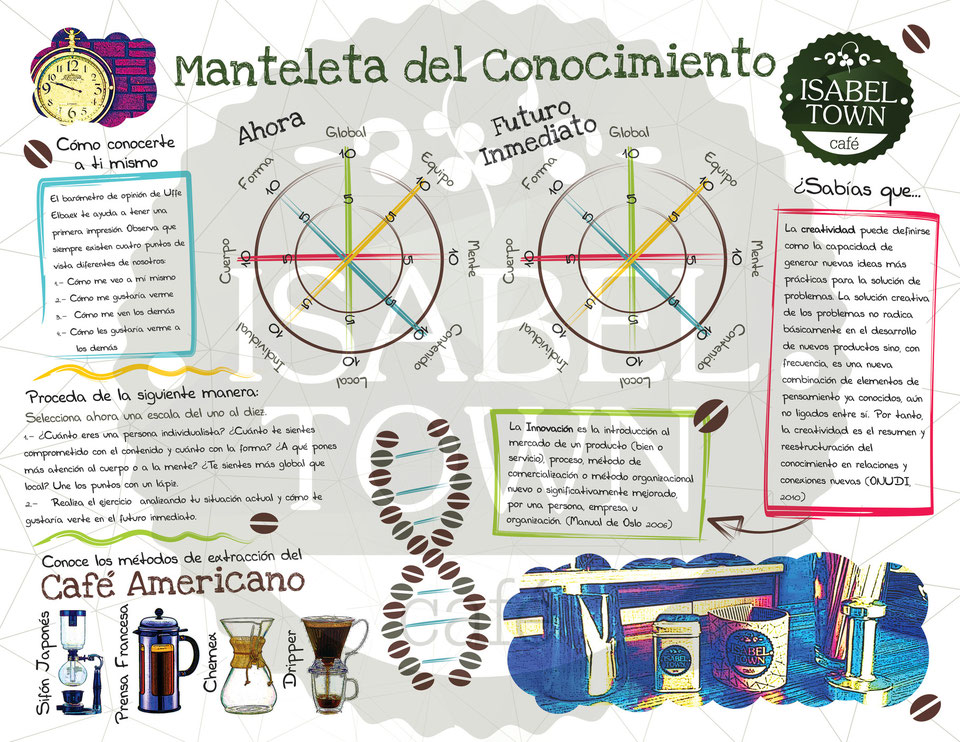 Manteleta del Conocimiento
ISABEL
TOWN
café
Cómo conocerte
a ti mismo
El barómetro de opinión de Uffe
Elbaek te ayuda a tener una
primera impresión. Observa que
siempre existen cuatro puntos de
vista diferentes de nosotros:
1.- Cómo me veo a mí mismo
2.- Cómo me gustaría verme
3.- Cómo me ven los demás
4.- Cómo les gustaría verme a
los demás
Ahora
Global
Equipo
Mente
Contenido
Local
Individual
Cuerpo
Forma
10
10
10
10
10
10
10
5
5
5
5
5
5
Futuro
Inmediato
Global
Equipo
Mente
Contenido
Local
Individual
Cuerpo
Forma
10
10
10
10
10
10
10
5
5
5
5
5
5
¿Sabías que...
La creatividad puede definirse
como la capacidad de
generar nuevas ideas más
prácticas para la solución de
problemas. La solución creativa
de los problemas no radica
básicamente en el desarrollo
de nuevos productos sino, con
frecuencia, es una nueva
combinación de elementos de
pensamiento ya conocidos, aún
no ligados entre sí. Por tanto,
la creatividad es el resumen y
reestructuración del
conocimiento en relaciones y
conexiones nuevas (ONUDI,
2010)
Proceda de la siguiente manera:
Selecciona ahora una escala del uno al diez.
1.- ¿Cuánto eres una persona individualista? ¿Cuánto te sientes
comprometido con el contenido y cuánto con la forma? ¿A qué pones
más atención al cuerpo o a la mente? ¿Te sientes más global que
local? Une los puntos con un lápiz.
2.- Realiza el ejercicio analizando tu situación actual y cómo te
gustaría verte en el futuro inmediato.
La Innovación es la introducción al
mercado de un producto (bien o
servicio), proceso, método de
comercialización o método organizacional
nuevo o significativamente mejorado,
por una persona, empresa u
organización (Manual de Oslo 2006)
Conoce los métodos de extracción del
Café Americano
Sifón Japonés
Prensa Francesa
Chemex
Dripper
ISABEL
TOWN
café
ISABEL
TOWN
ISABEL
TOWN
café